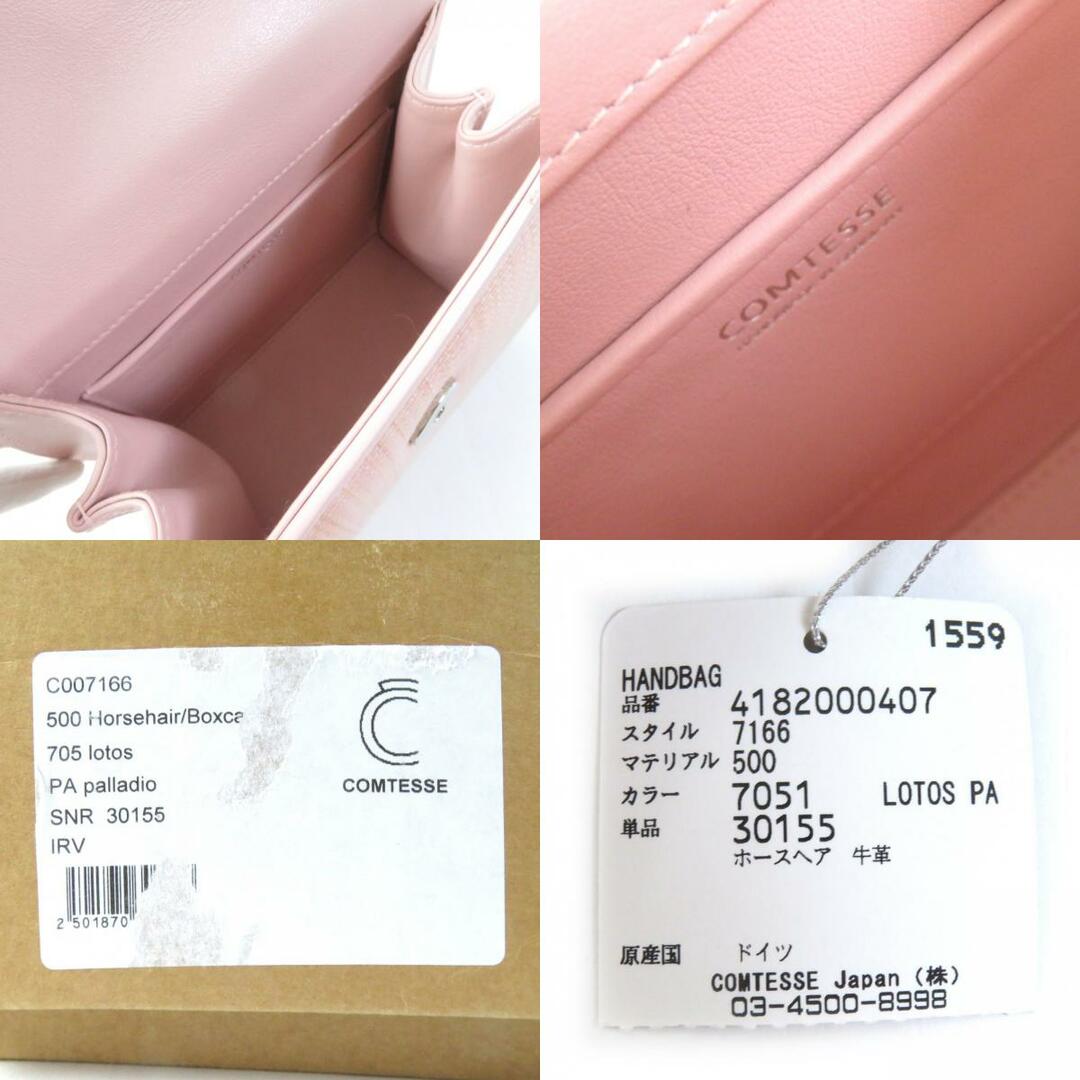 COMTESSE
C007166
500 Horsehair/Boxca
705 lotos
PA palladio
SNR 30155
IRV
2 501870
COMTESSE
1559
HANDBAG
品番 4182000407
スタイル 7166
マテリアル 500
カラー 7051 LOTOS PA
単品 30155
ホースヘア 牛革
原産国 ドイツ
COMTESSE Japan (株)
03-4500-8998